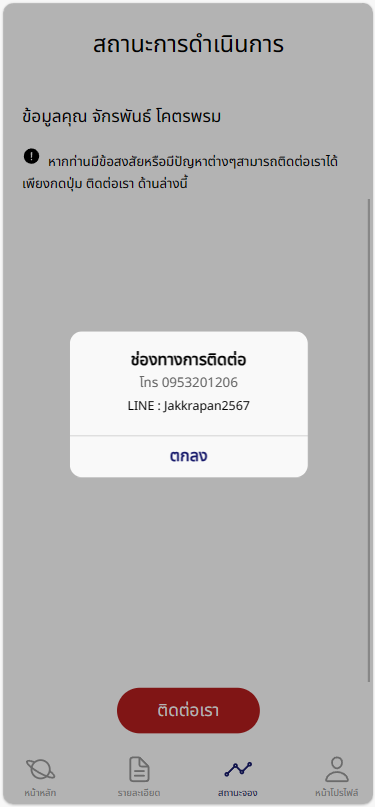 สถานะการดำเนินการ
ข้อมูลคุณ จักรพันธ์ โคตรพรม
หากท่านมีข้อสงสัยหรือมีปัญหาต่างๆสามารถติดต่อเราได้
เพียงกดปุ่ม ติดต่อเรา ด้านล่างนี้
ช่องทางการติดต่อ
โทร 0953201206
LINE : Jakkrapan2567
ตกลง
ติดต่อเรา
หน้าหลัก
รายละเอียด
สถานะจอง
หน้าโปรไฟล์